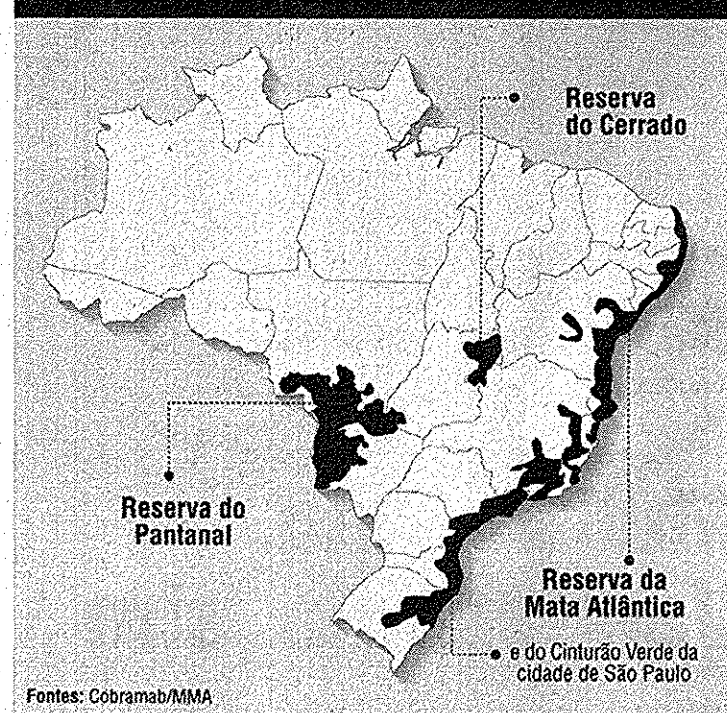 Reserva
do Cerrado
Reserva do
Pantanal
Reserva da
Mata Atlântica
e do Cinturão Verde da
cidade de São Paulo
Fontes: Cobramab/MMA